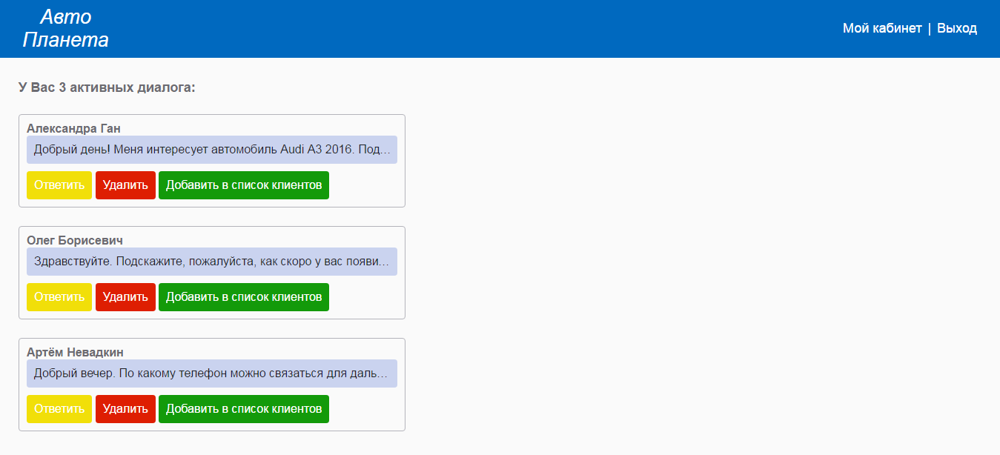 Авто
Планета
Мой кабинет | Выход
У Вас 3 активных диалога:
Александра Ган
Добрый день! Меня интересует автомобиль Audi A3 2016. Под...
Ответить Удалить Добавить в список клиентов
Олег Борисевич
Здравствуйте. Подскажите, пожалуйста, как скоро у вас появи...
Ответить Удалить Добавить в список клиентов
Артём Невадкин
Добрый вечер. По какому телефон можно связаться для даль...
Ответить Удалить Добавить в список клиентов